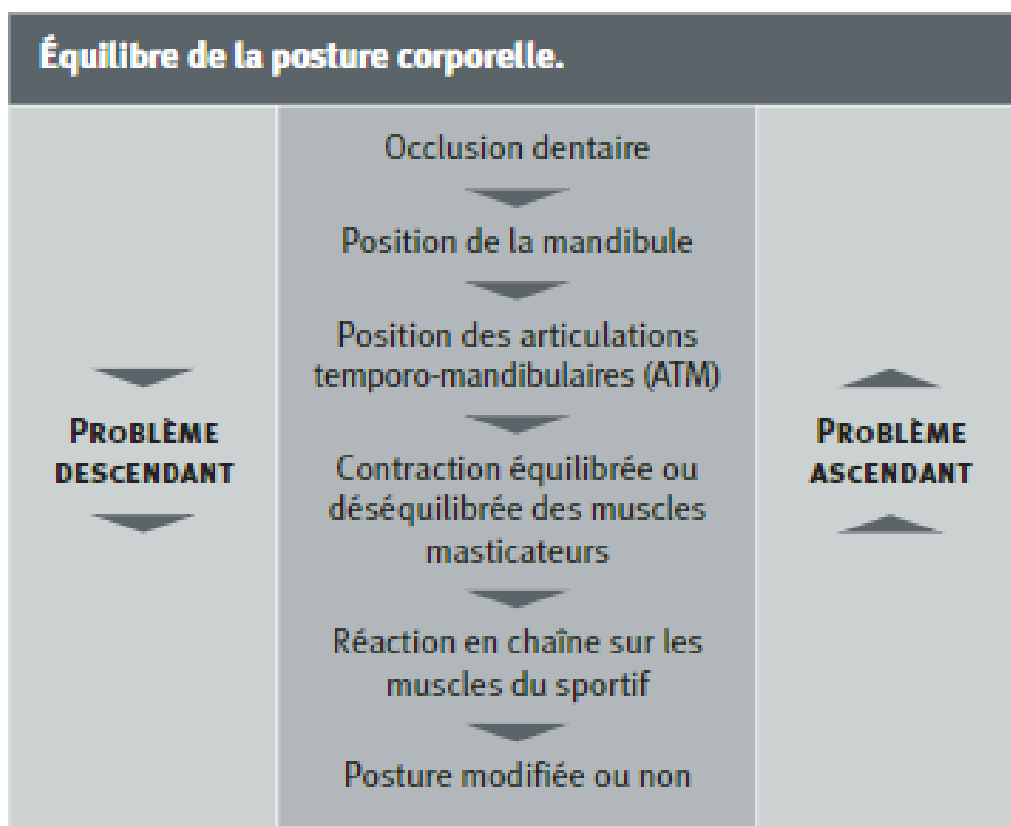 Équilibre de la posture corporelle.
Occlusion dentaire
Position de la mandibule
Position des articulations
temporo-mandibulaires (ATM)
Contraction équilibrée ou
déséquilibrée des muscles
masticateurs
Réaction en chaîne sur les
muscles du sportif
Posture modifiée ou non
PROBLÈME
DESCENDANT
PROBLÈME
ASCENDANT